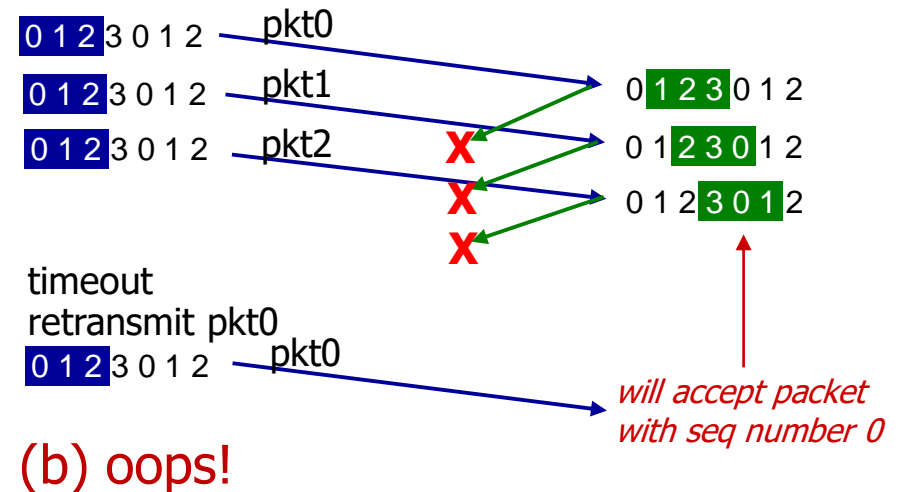 0 1 2 3 0 1 2 pkt0
0 1 2 3 0 1 2
0 1 2 3 0 1 2 pkt1
0 1 2 3 0 1 2
0 1 2 3 0 1 2 pkt2
X
0 1 2 3 0 1 2
X
X
timeout
retransmit pkt0
0 1 2 3 0 1 2 pkt0
will accept packet
with seq number 0
(b) oops!